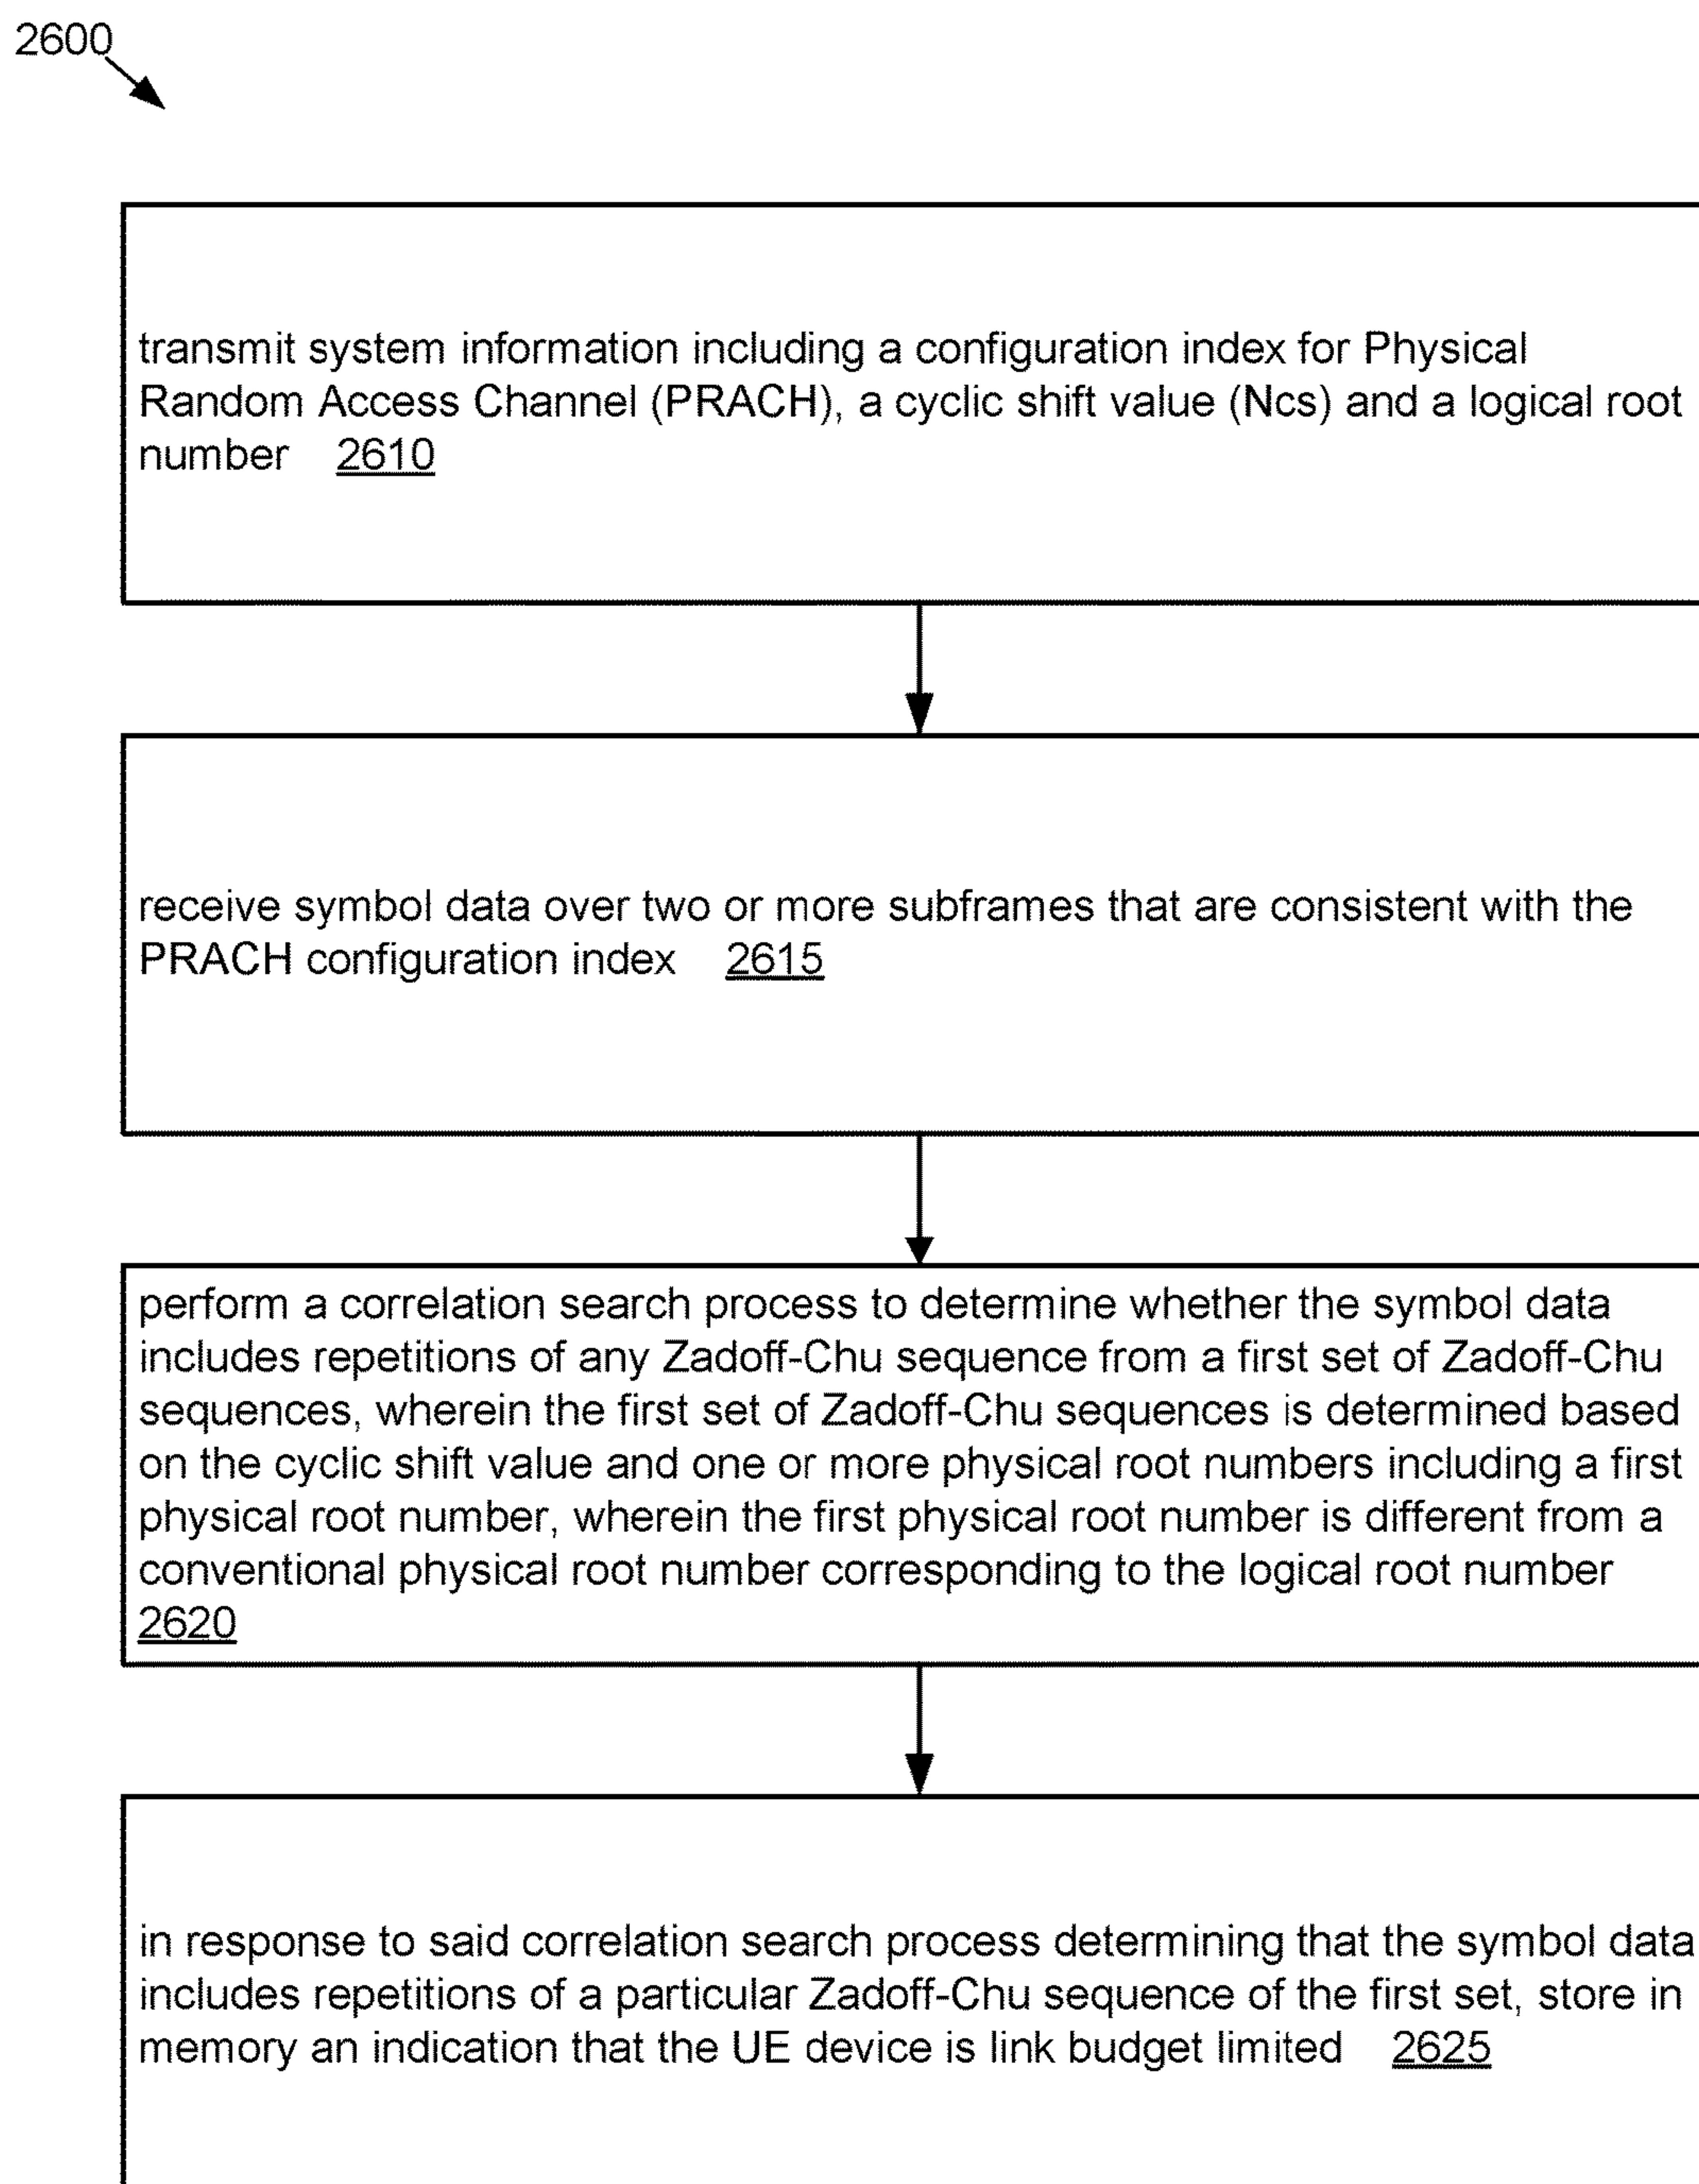 2600
transmit system information including a configuration index for Physical
Random Access Channel (PRACH), a cyclic shift value (Ncs) and a logical root
number 2610
receive symbol data over two or more subframes that are consistent with the
PRACH configuration index 2615
perform a correlation search process to determine whether the symbol data
includes repetitions of any Zadoff-Chu sequence from a first set of Zadoff-Chu
sequences, wherein the first set of Zadoff-Chu sequences is determined based
on the cyclic shift value and one or more physical root numbers including a first
physical root number, wherein the first physical root number is different from a
conventional physical root number corresponding to the logical root number
2620
in response to said correlation search process determining that the symbol data
includes repetitions of a particular Zadoff-Chu sequence of the first set, store in
memory an indication that the UE device is link budget limited 2625